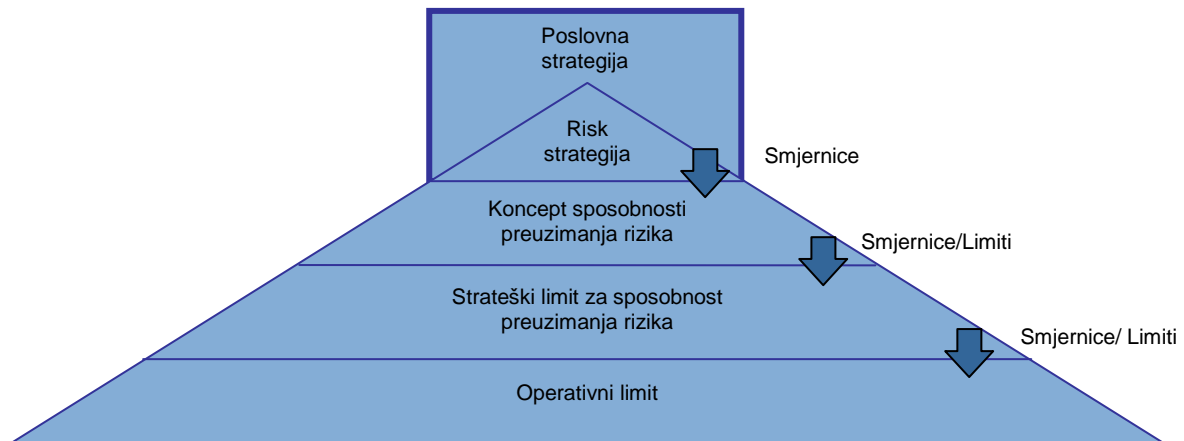 Poslovna
strategija
Risk
strategija
Smjernice
Koncept sposobnosti
preuzimanja rizika
Smjernice/Limiti
Strateški limit za sposobnost
preuzimanja rizika
Smjernice/ Limiti
Operativni limit